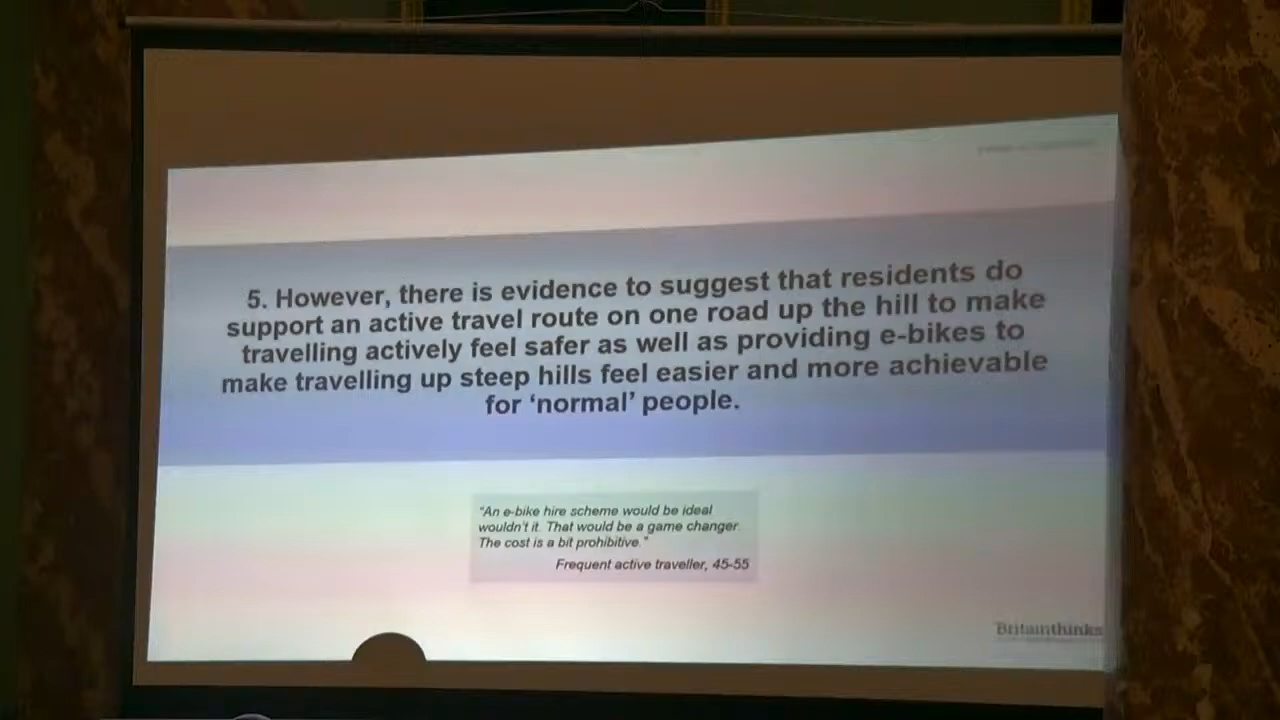 5. However, there is evidence to suggest that residents do
support an active travel route on one road up the hill to make
travelling actively feel safer as well as providing e-bikes to
make travelling up steep hills feel easier and more achievable
for ‘normal’ people.
“An e-bike hire scheme would be ideal
wouldn’t it. That would be a game changer.
The cost is a bit prohibitive.”
Frequent active traveller, 45-55
Britainthinks